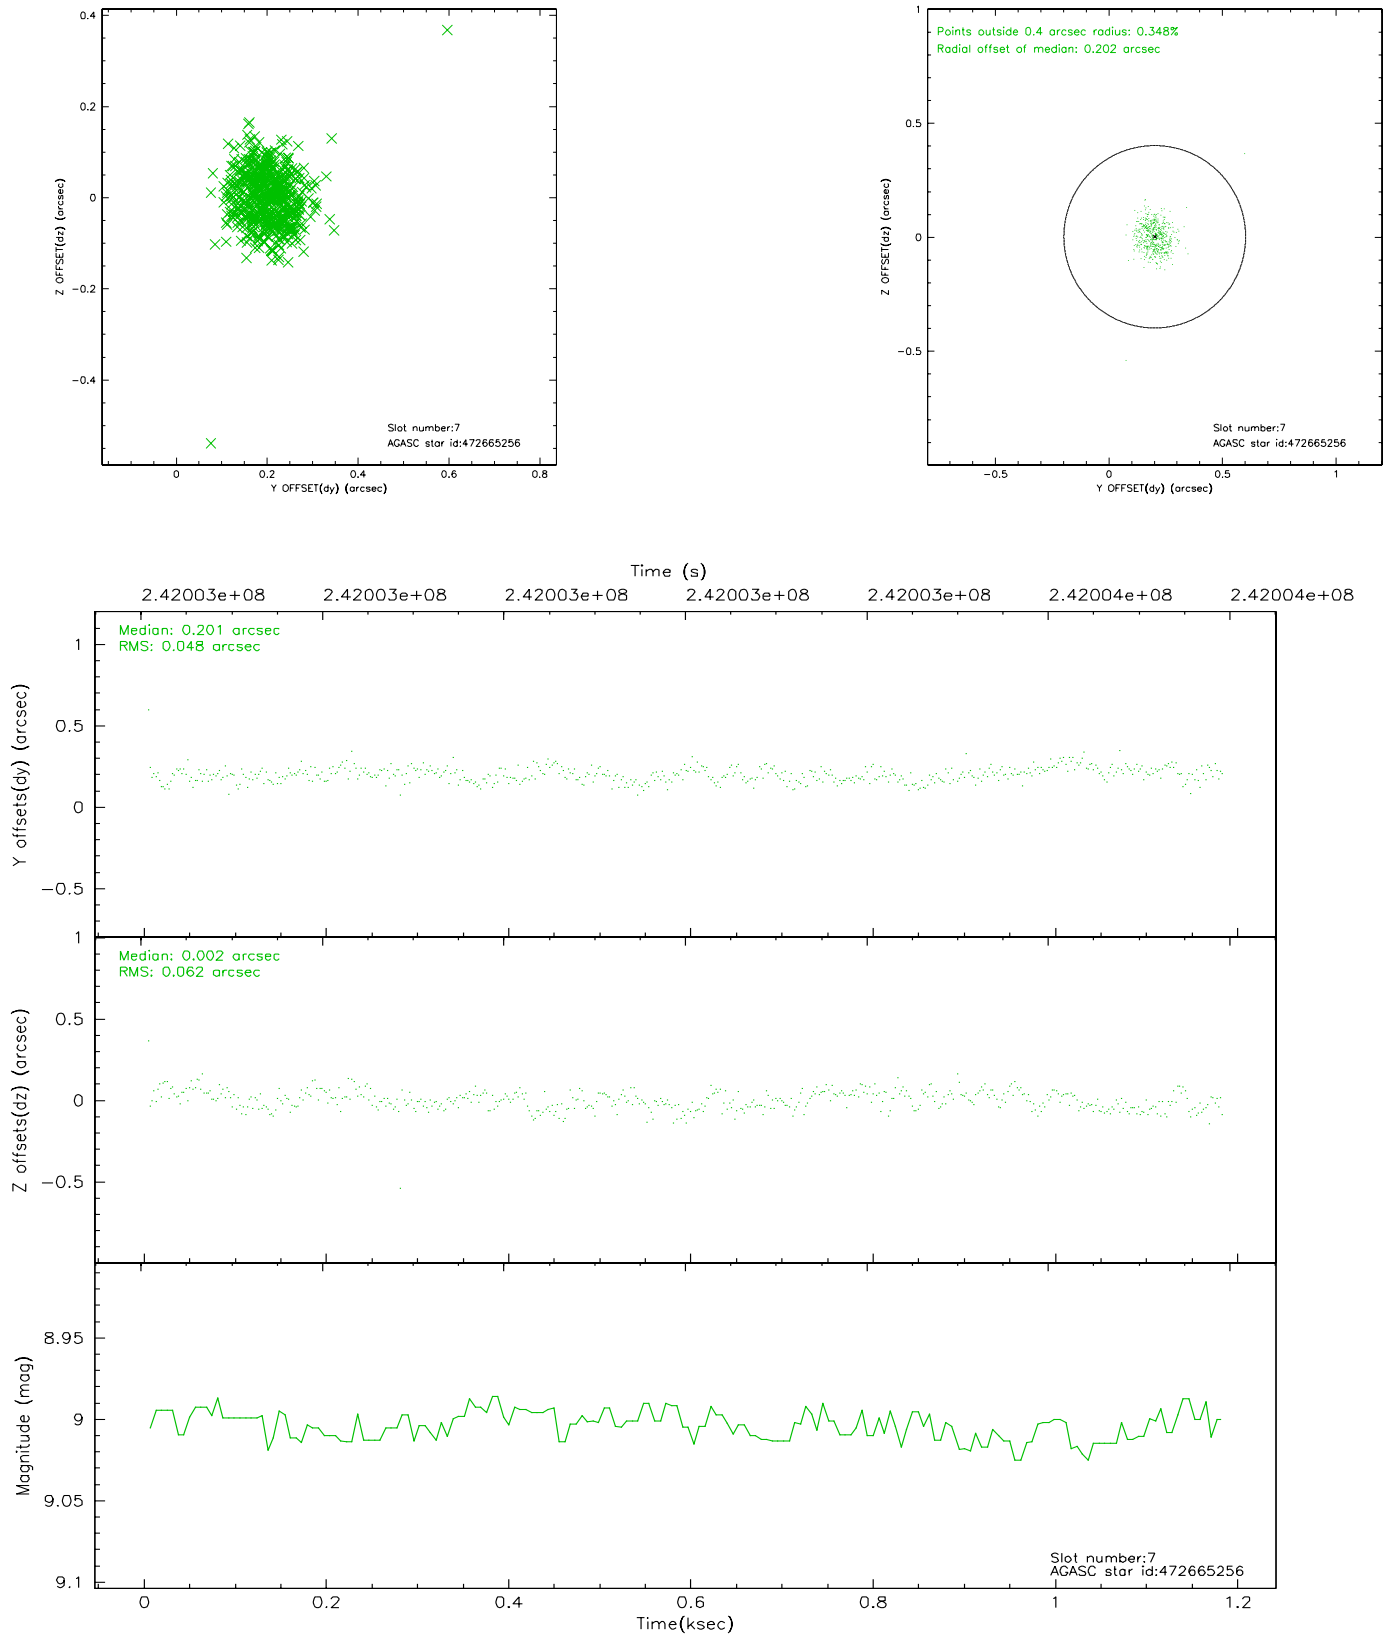 0.4
0.2
0
−0.2
−0.4
Z OFFSET(dz) (arcsec)
Slot number:7
AGASC star id:472665256
0 0.2 0.4 0.6 0.8
Y OFFSET(dy) (arcsec)
1
0.5
0
−0.5
Z OFFSET(dz) (arcsec)
Points outside 0.4 arcsec radius: 0.348%
Radial offset of median: 0.202 arcsec
Slot number:7
AGASC star id:472665256
−0.5 0 0.5 1
Y OFFSET(dy) (arcsec)
Time (s)
2.42003e+08 2.42003e+08 2.42003e+08 2.42003e+08 2.42003e+08 2.42004e+08 2.42004e+08
Median: 0.201 arcsec
RMS: 0.048 arcsec
1
0.5
0
−0.5
Y offsets(dy) (arcsec)
Median: 0.002 arcsec
RMS: 0.062 arcsec
1
0.5
0
−0.5
Z offsets(dz) (arcsec)
8.95
9
9.05
9.1
Magnitude (mag)
Slot number:7
AGASC star id:472665256
0 0.2 0.4 0.6 0.8 1 1.2
Time(ksec)